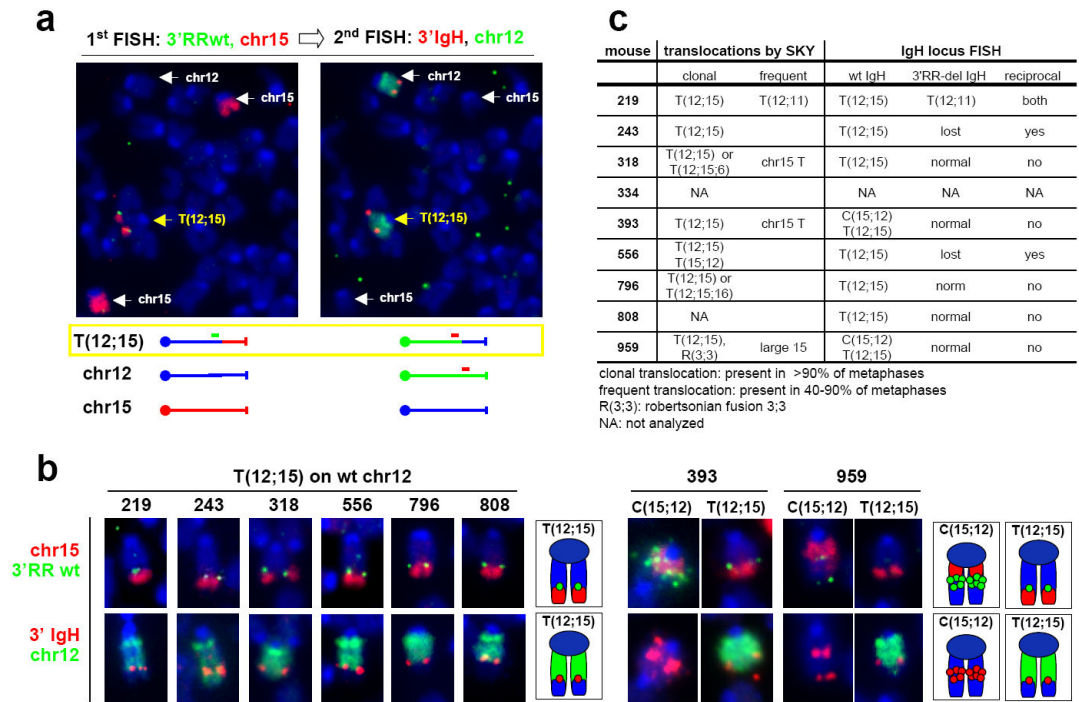 a
1st FISH: 3'RRwt, chr15 ⇨ 2nd FISH: 3'IgH, chr12
chr12
chr15
T(12;15)
chr15
chr12
chr15
T(12;15)
chr15
T(12;15)
chr12
chr15
c
mouse translocations by SKY IgH locus FISH
clonal frequent wt IgH 3'RR-del IgH reciprocal
219 T(12;15) T(12;11) T(12;15) T(12;11) both
243 T(12;15) T(12;15) lost yes
318 T(12;15) or T(12;15;6) chr15 T T(12;15) normal no
334 NA NA NA NA
393 T(12;15) chr15 T C(15;12) T(12;15) normal no
556 T(12;15) T(15;12) T(12;15) lost yes
796 T(12;15) or T(12;15;16) T(12;15) norm no
808 NA T(12;15) normal no
959 T(12;15), R(3;3) large 15 C(15;12) T(12;15) normal no
clonal translocation: present in >90% of metaphases
frequent translocation: present in 40-90% of metaphases
R(3;3): robertsonian fusion 3;3
NA: not analyzed
b
T(12;15) on wt chr12
219 243 318 556 796 808
393 959
C(15;12) T(12;15) C(15;12) T(12;15)
chr15
3'RR wt
T(12;15)
C(15;12) T(12;15)
3' IgH
chr12
T(12;15)
C(15;12) T(12;15)